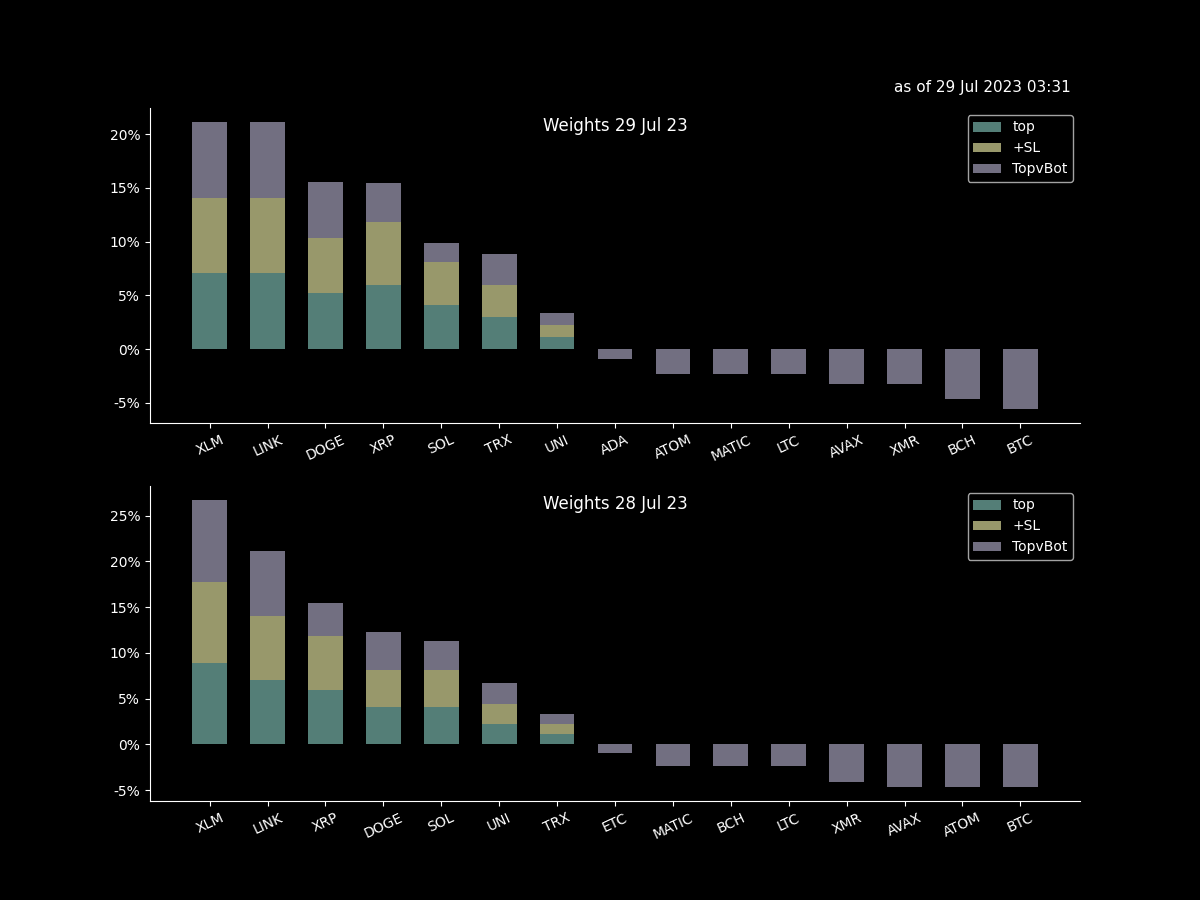 as of 29 Jul 2023 03:31
Weights 29 Jul 23
top
+SL
TopvBot
20%
15%
10%
5%
0%
-5%
XLM LINK DOGE XRP SOL TRX UNI ADA ATOM MATIC LTC AVAX XMR BCH BTC
Weights 28 Jul 23
top
+SL
TopvBot
25%
20%
15%
10%
5%
0%
-5%
XLM LINK XRP DOGE SOL UNI TRX ETC MATIC BCH LTC XMR AVAX ATOM BTC